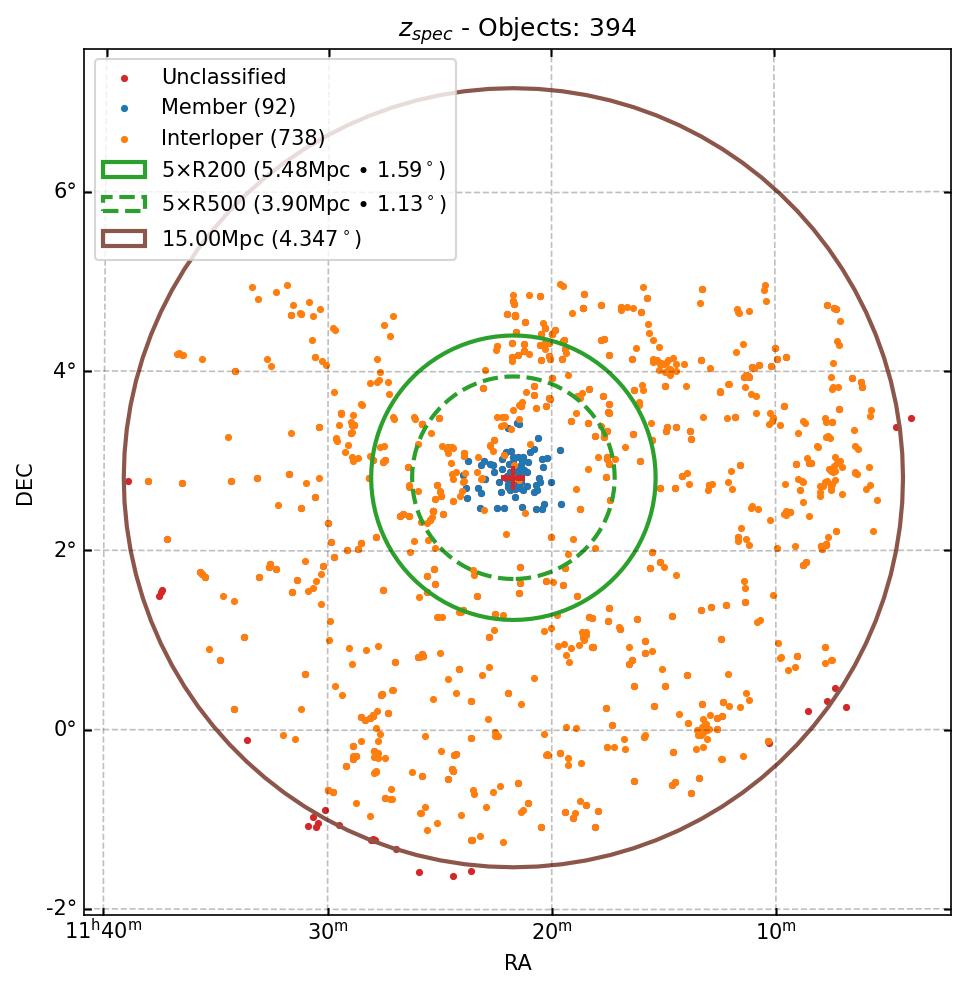 z_spec - Objects: 394
Unclassified
Member (92)
Interloper (738)
5×R200 (5.48Mpc • 1.59°)
5×R500 (3.90Mpc • 1.13°)
15.00Mpc (4.347°)
6°
4°
2°
0°
-2°
DEC
11ʰ40ᵐ 30ᵐ 20ᵐ 10ᵐ
RA